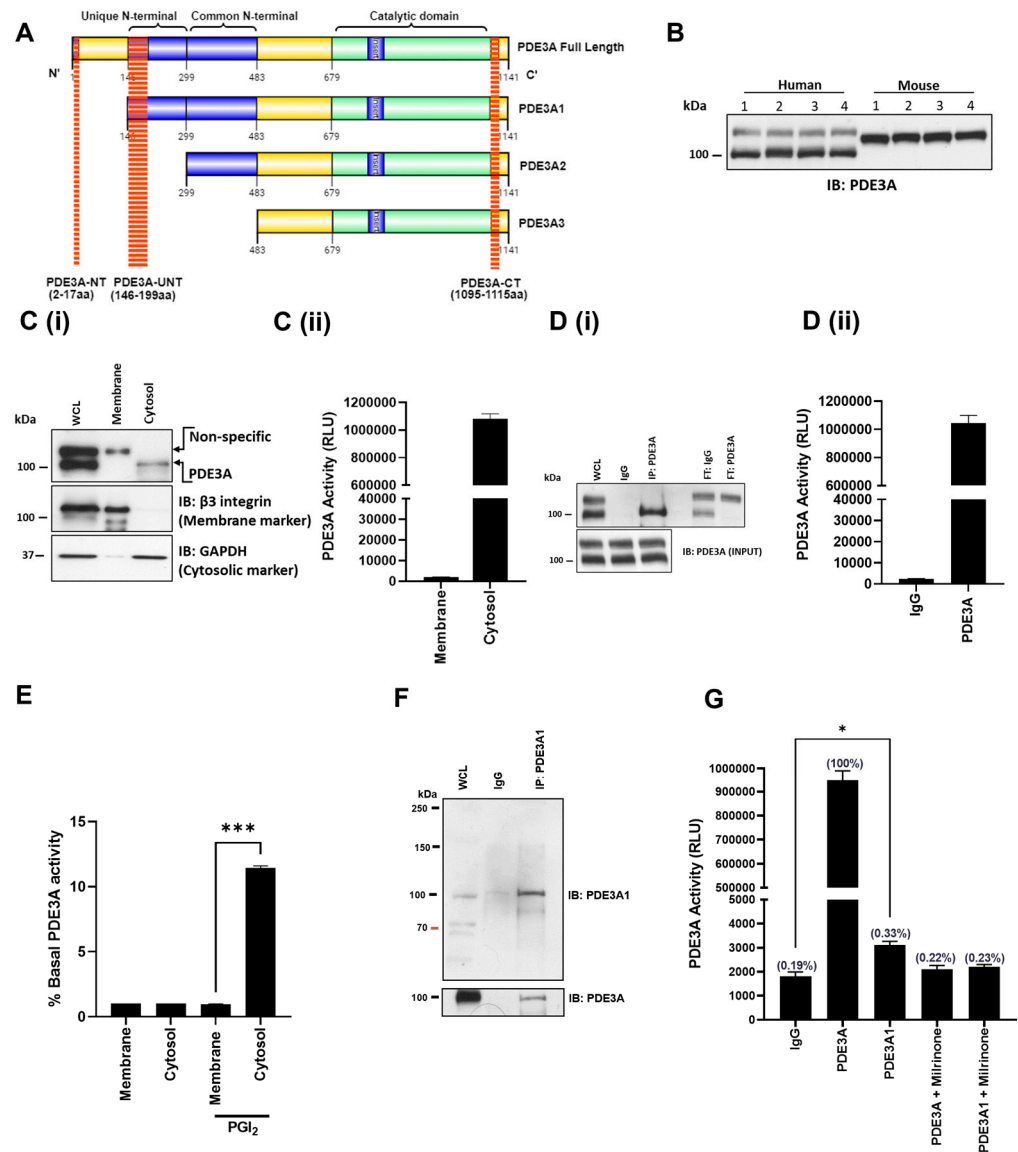 A
Unique N-terminal
Common N-terminal
Catalytic domain
insert
PDE3A Full Length
N'
C'
1
146
299
483
679
1141
insert
PDE3A1
146
299
483
679
1141
insert
PDE3A2
299
483
679
1141
insert
PDE3A3
483
679
1141
PDE3A-NT
(2-17aa)
PDE3A-UNT
(146-199aa)
PDE3A-CT
(1095-1115aa)
B
Human
Mouse
kDa
1 2 3 4 1 2 3 4
100
IB: PDE3A
C (i)
WCL
Membrane
Cytosol
kDa
Non-specific
100
PDE3A
IB: β3 integrin
(Membrane marker)
100
37
IB: GAPDH
(Cytosolic marker)
C (ii)
PDE3A Activity (RLU)
1200000
1000000
800000
600000
40000
30000
20000
10000
0
Membrane
Cytosol
D (i)
WCL
IgG
IP: PDE3A
FT: IgG
FT: PDE3A
kDa
100
100
IB: PDE3A (INPUT)
D (ii)
PDE3A Activity (RLU)
1200000
1000000
800000
600000
40000
30000
20000
10000
0
IgG
PDE3A
E
% Basal PDE3A activity
15
10
5
0
***
Membrane
Cytosol
Membrane
Cytosol
PGI2
F
WCL
IgG
IP: PDE3A1
kDa
250
150
100
70
IB: PDE3A1
100
IB: PDE3A
G
PDE3A Activity (RLU)
1000000
900000
800000
700000
600000
500000
5000
4000
3000
2000
1000
0
*
(0.19%)
(100%)
(0.33%)
(0.22%)
(0.23%)
IgG
PDE3A
PDE3A1
PDE3A + Milrinone
PDE3A1 + Milrinone